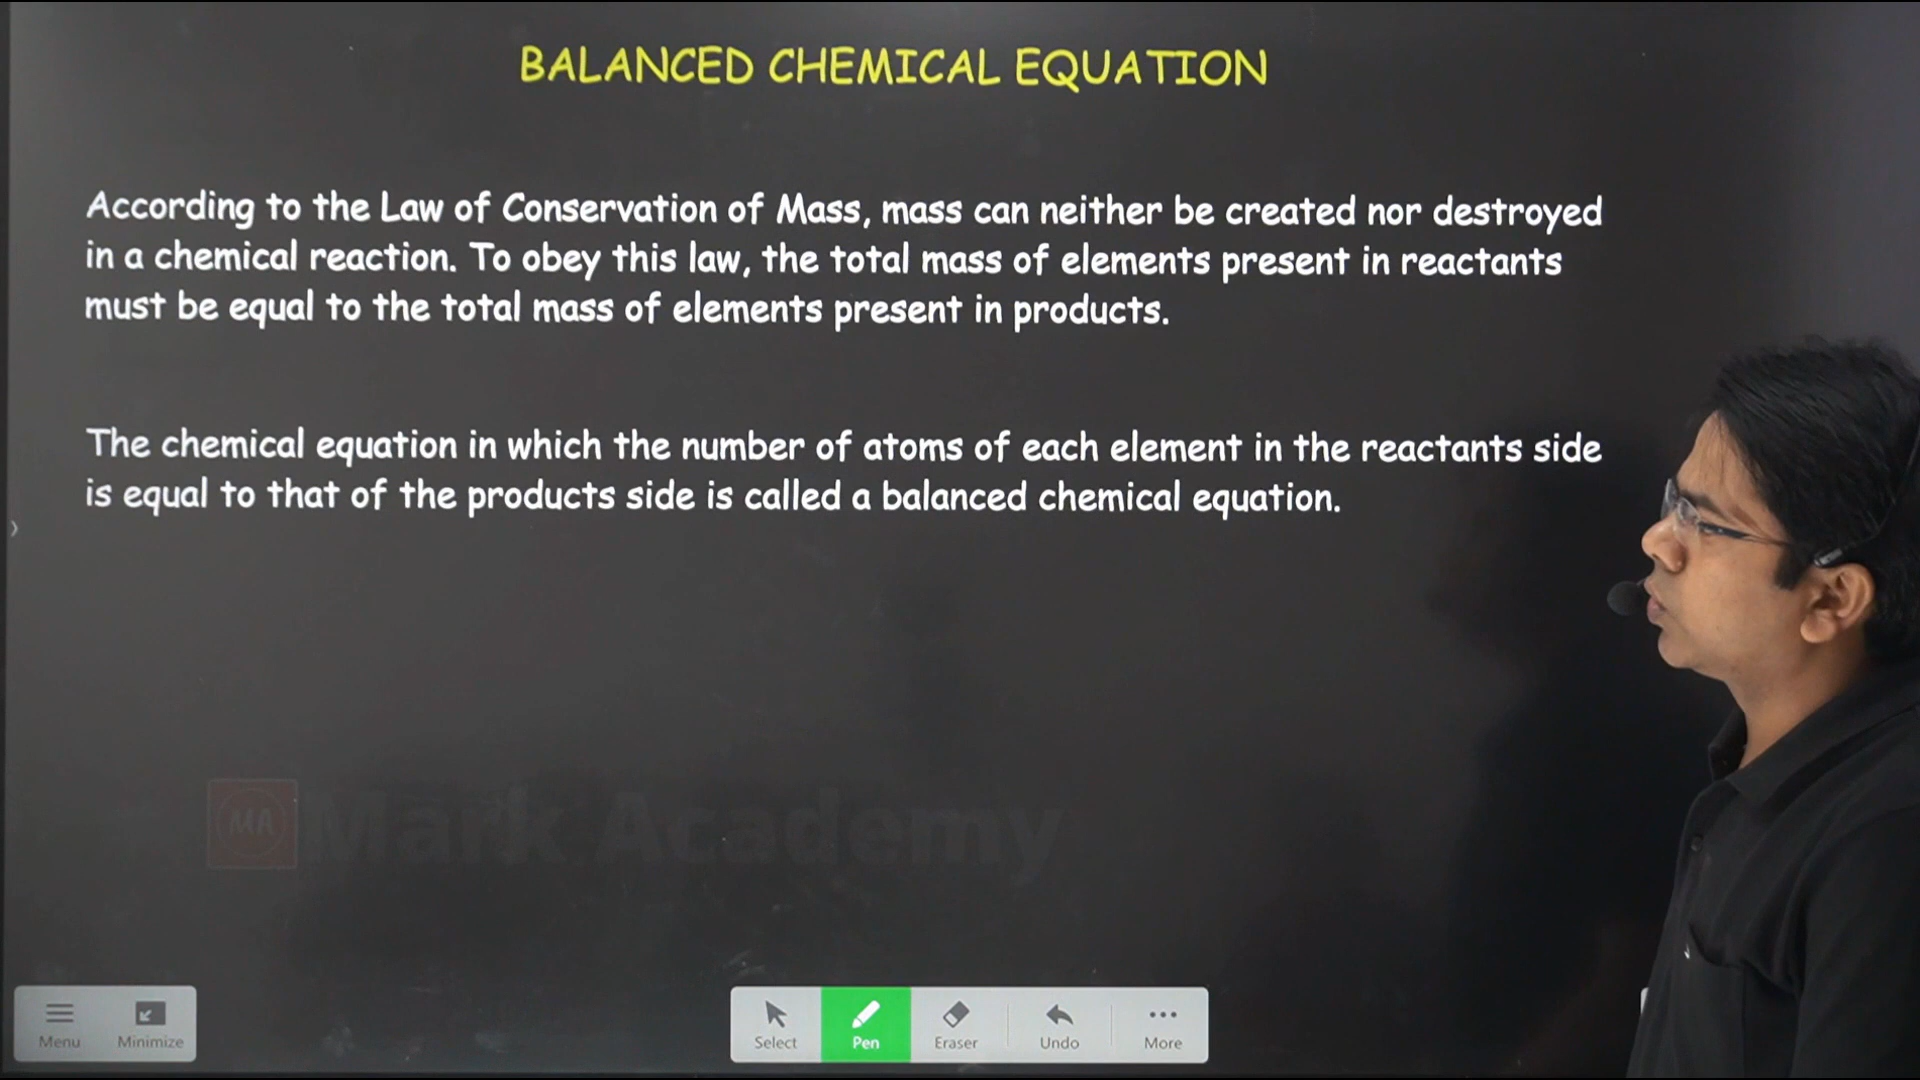 BALANCED CHEMICAL EQUATION
According to the Law of Conservation of Mass, mass can neither be created nor destroyed
in a chemical reaction. To obey this law, the total mass of elements present in reactants
must be equal to the total mass of elements present in products.
The chemical equation in which the number of atoms of each element in the reactants side
is equal to that of the products side is called a balanced chemical equation.
MA Mark Academy
Menu Minimize Select Pen Eraser Undo More